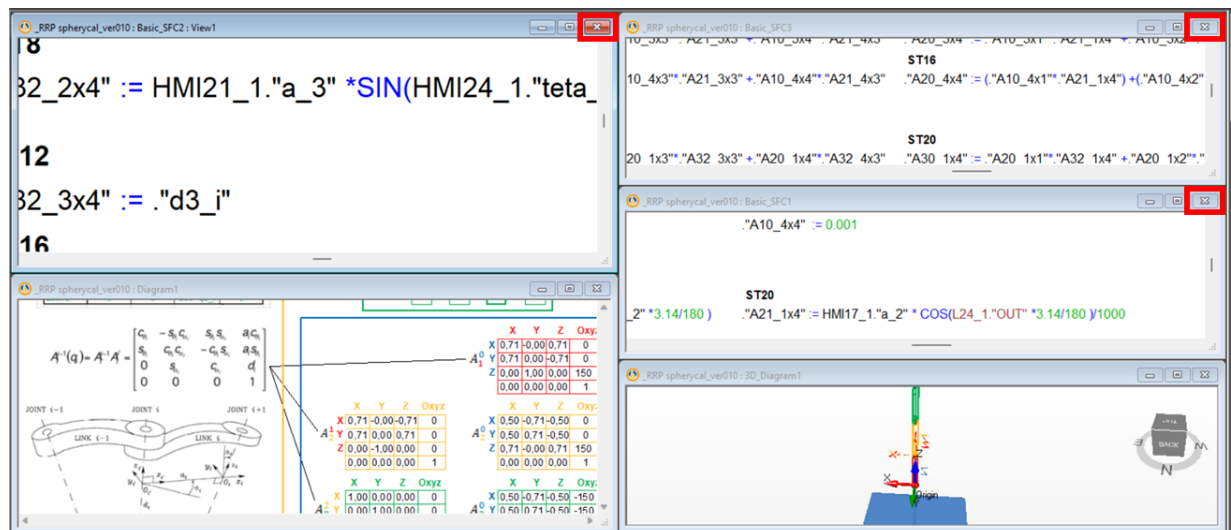 _RRP spherycal_ver010 : Basic_SFC2 : View1
18
32_2x4" := HMI21_1."a_3" *SIN(HMI24_1."teta_
12
32_3x4" := ."d3_i"
16
_RRP spherycal_ver010 : Basic_SFC3
ST16
10_4x3"*."A21_3x3" +."A10_4x4"*."A21_4x3" ."A20_4x4" := (."A10_4x1"*."A21_1x4") +(."A10_4x2"
ST20
20_1x3"*."A32_3x3" +."A20_1x4"*."A32_4x3" ."A30_1x4" := ."A20_1x1"*."A32_1x4" +."A20_1x2"*."
_RRP spherycal_ver010 : Basic_SFC1
."A10_4x4" := 0.001
ST20
_2" *3.14/180 ) ."A21_1x4" := HMI17_1."a_2" * COS(L24_1."OUT" *3.14/180 )/1000
_RRP spherycal_ver010 : Diagram1
X Y Z Oxyz
X 0,71 -0,00 0,71 0
Y 0,71 0,00 -0,71 0
Z 0,00 1,00 0,00 150
0,00 0,00 0,00 1
JOINT i-1 JOINT i JOINT i+1
LINK i-1 LINK i
X Y Z Oxyz
X 0,71 -0,00 -0,71 0
Y 0,71 0,00 0,71 0
Z 0,00 -1,00 0,00 0
0,00 0,00 0,00 1
X Y Z Oxyz
X 0,50 -0,71 -0,50 0
Y 0,50 0,71 -0,50 0
Z 0,71 -0,00 0,71 150
0,00 0,00 0,00 1
X Y Z Oxyz
X 1,00 0,00 0,00 0
Y 0,00 1,00 0,00 0
X Y Z Oxyz
X 0,50 -0,71 -0,50 -150
Y 0,50 0,71 -0,50 -150
_RRP spherycal_ver010 : 3D_Diagram1
X
Origin
BACK
N